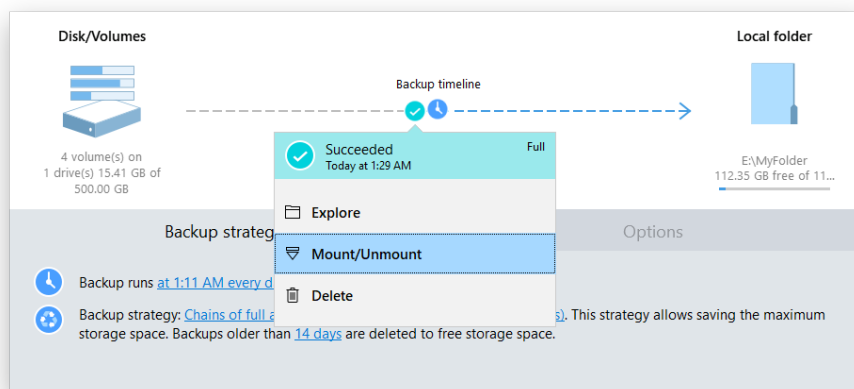 Disk/Volumes
Local folder
Backup timeline
4 volume(s) on
1 drive(s) 15.41 GB of
500.00 GB
Succeeded
Full
Today at 1:29 AM
E:\MyFolder
112.35 GB free of 11...
Explore
Mount/Unmount
Delete
Backup strateg
Options
Backup runs at 1:11 AM every d
Backup strategy: Chains of full a s). This strategy allows saving the maximum
storage space. Backups older than 14 days are deleted to free storage space.